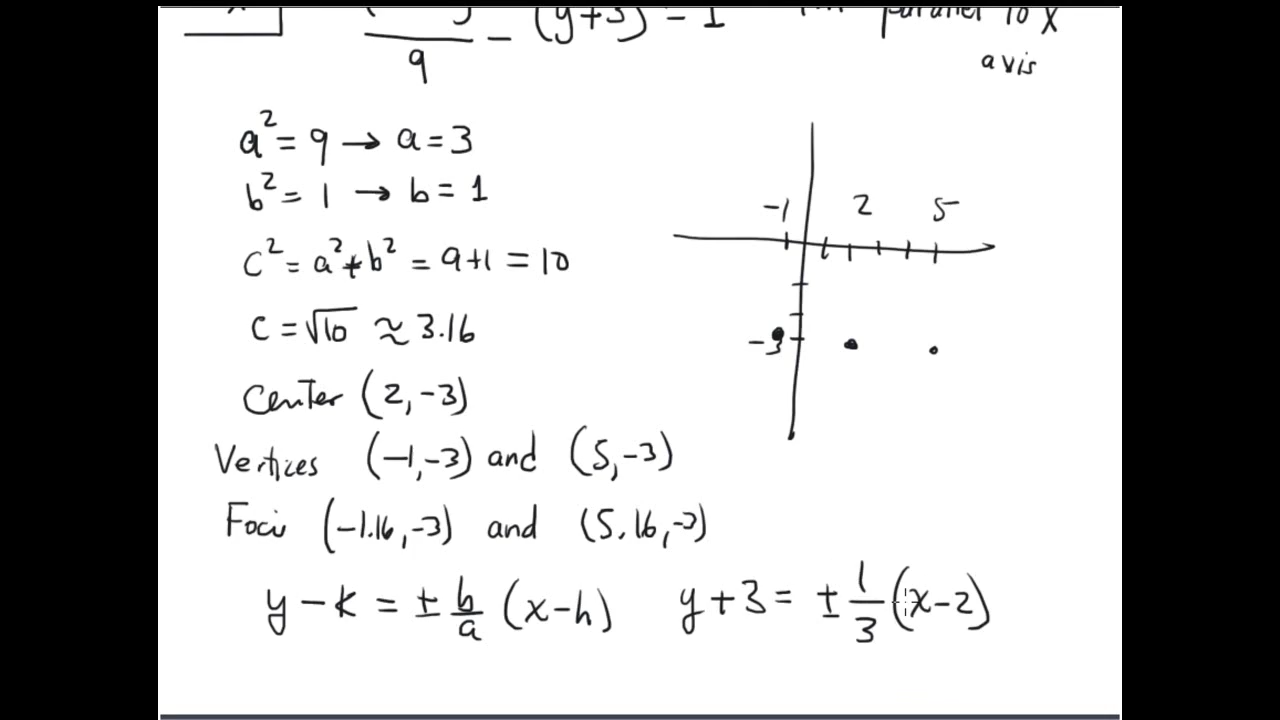 9 - (y+3) = 1 parallel to x
axis
a² = 9 → a = 3
b² = 1 → b = 1
c² = a² + b² = 9+1 = 10
c = √10 ≈ 3.16
Center (2, -3)
Vertices (-1, -3) and (5, -3)
Foci (-1.16, -3) and (5.16, -3)
y - k = ± b/a (x-h) y + 3 = ± 1/3 (x-2)
-1 2 5
-3